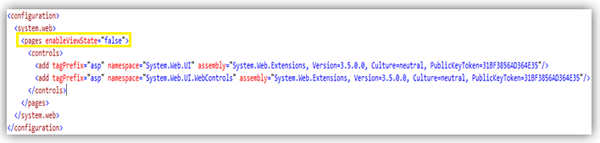 <configuration>
<system.web>
<pages enableViewState="false">
<controls>
<add tagPrefix="asp" namespace="System.Web.UI" assembly="System.Web.Extensions, Version=3.5.0.0, Culture=neutral, PublicKeyToken=31BF3856AD364E35"/>
<add tagPrefix="asp" namespace="System.Web.UI.WebControls" assembly="System.Web.Extensions, Version=3.5.0.0, Culture=neutral, PublicKeyToken=31BF3856AD364E35"/>
</controls>
</pages>
</system.web>
</configuration>